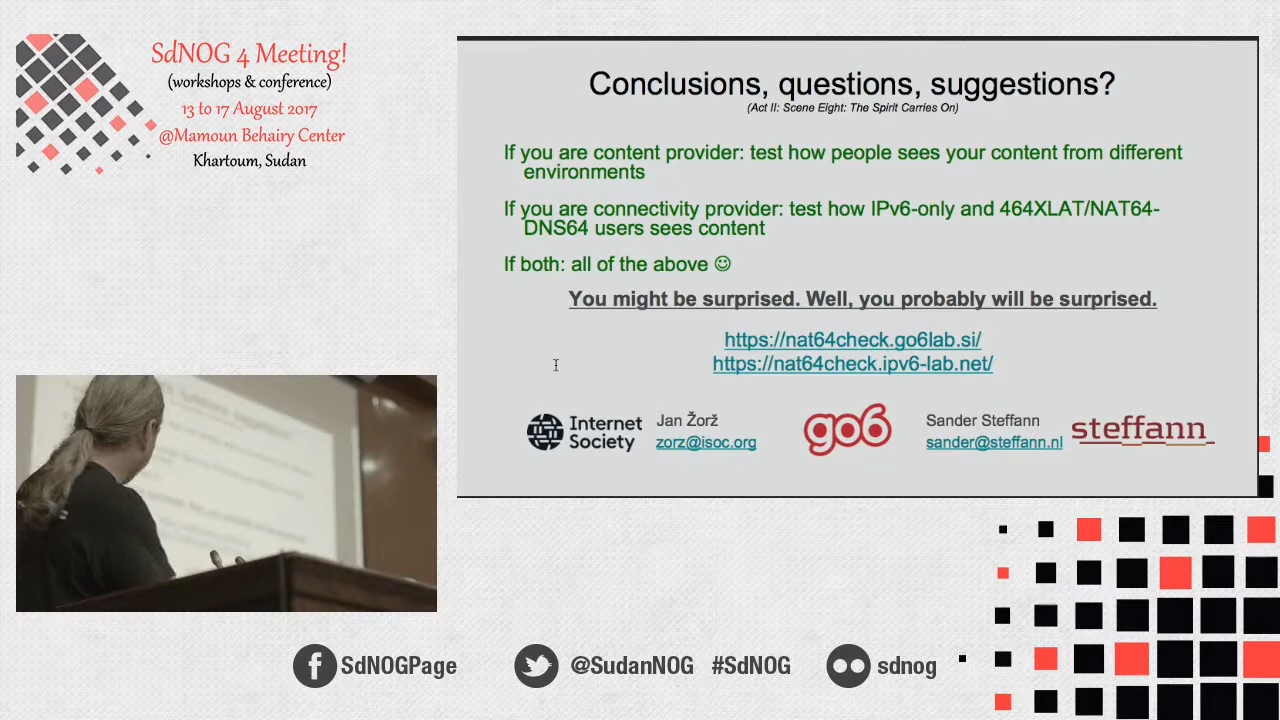 SdNOG 4 Meeting!
(workshops & conference)
13 to 17 August 2017
@Mamoun Behairy Center
Khartoum, Sudan
Conclusions, questions, suggestions?
(Act II: Scene Eight: The Spirit Carries On)
If you are content provider: test how people sees your content from different
environments
If you are connectivity provider: test how IPv6-only and 464XLAT/NAT64-
DNS64 users sees content
If both: all of the above ☺
You might be surprised. Well, you probably will be surprised.
https://nat64check.go6lab.si/
https://nat64check.ipv6-lab.net/
Internet
Society
Jan Žorž
zorz@isoc.org
go6
Sander Steffann
sander@steffann.nl
steffann
SdNOGPage
@SudanNOG #SdNOG
sdnog